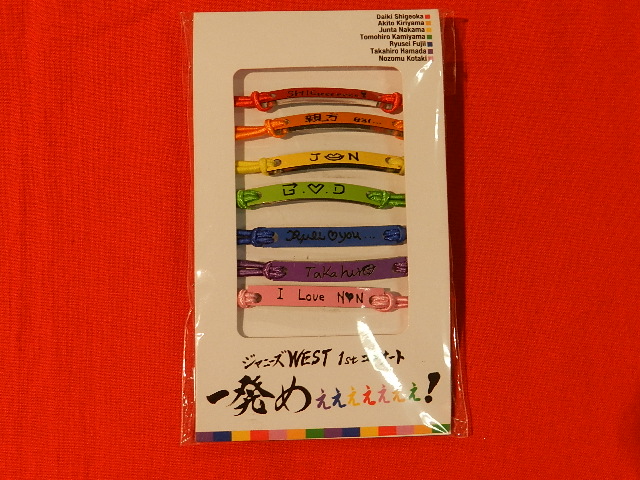 Daiki Shigeoka
Akito Kiriyama
Junta Nakama
Tomohiro Kamiyama
Ryusei Fujii
Takahiro Hamada
Nozomu Kotaki
親方
J N
G.♡.D
you...
I Love N♥N
ジャニーズWEST 1st コンサート
一発めぇぇぇぇぇぇぇ!